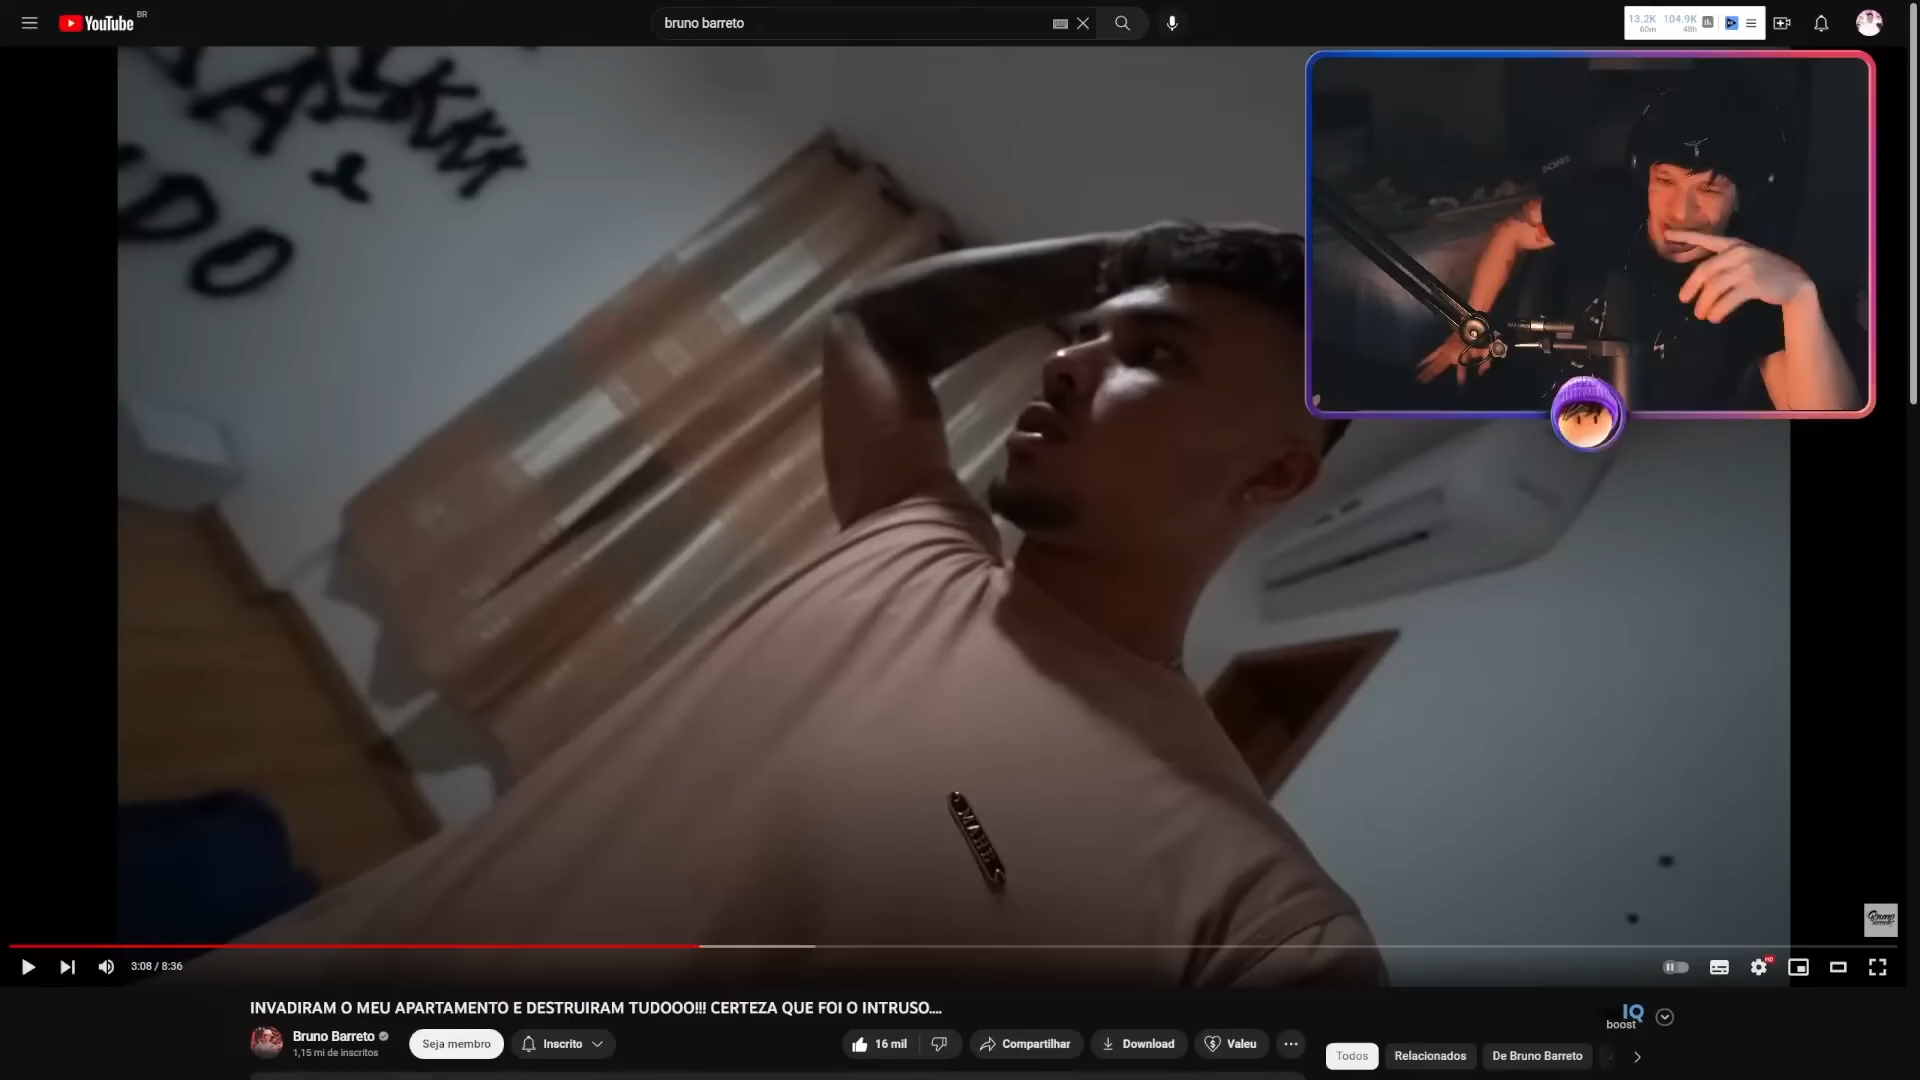 YouTube BR
bruno barreto
13.2K 104.9K
60m 48h
MAHE
3:08 / 8:36
HD
INVADIRAM O MEU APARTAMENTO E DESTRUIRAM TUDOOO!!! CERTEZA QUE FOI O INTRUSO....
IQ
boost
Bruno Barreto
1,15 mi de inscritos
Seja membro
Inscrito
16 mil
Compartilhar
Download
Valeu
Todos
Relacionados
De Bruno Barreto